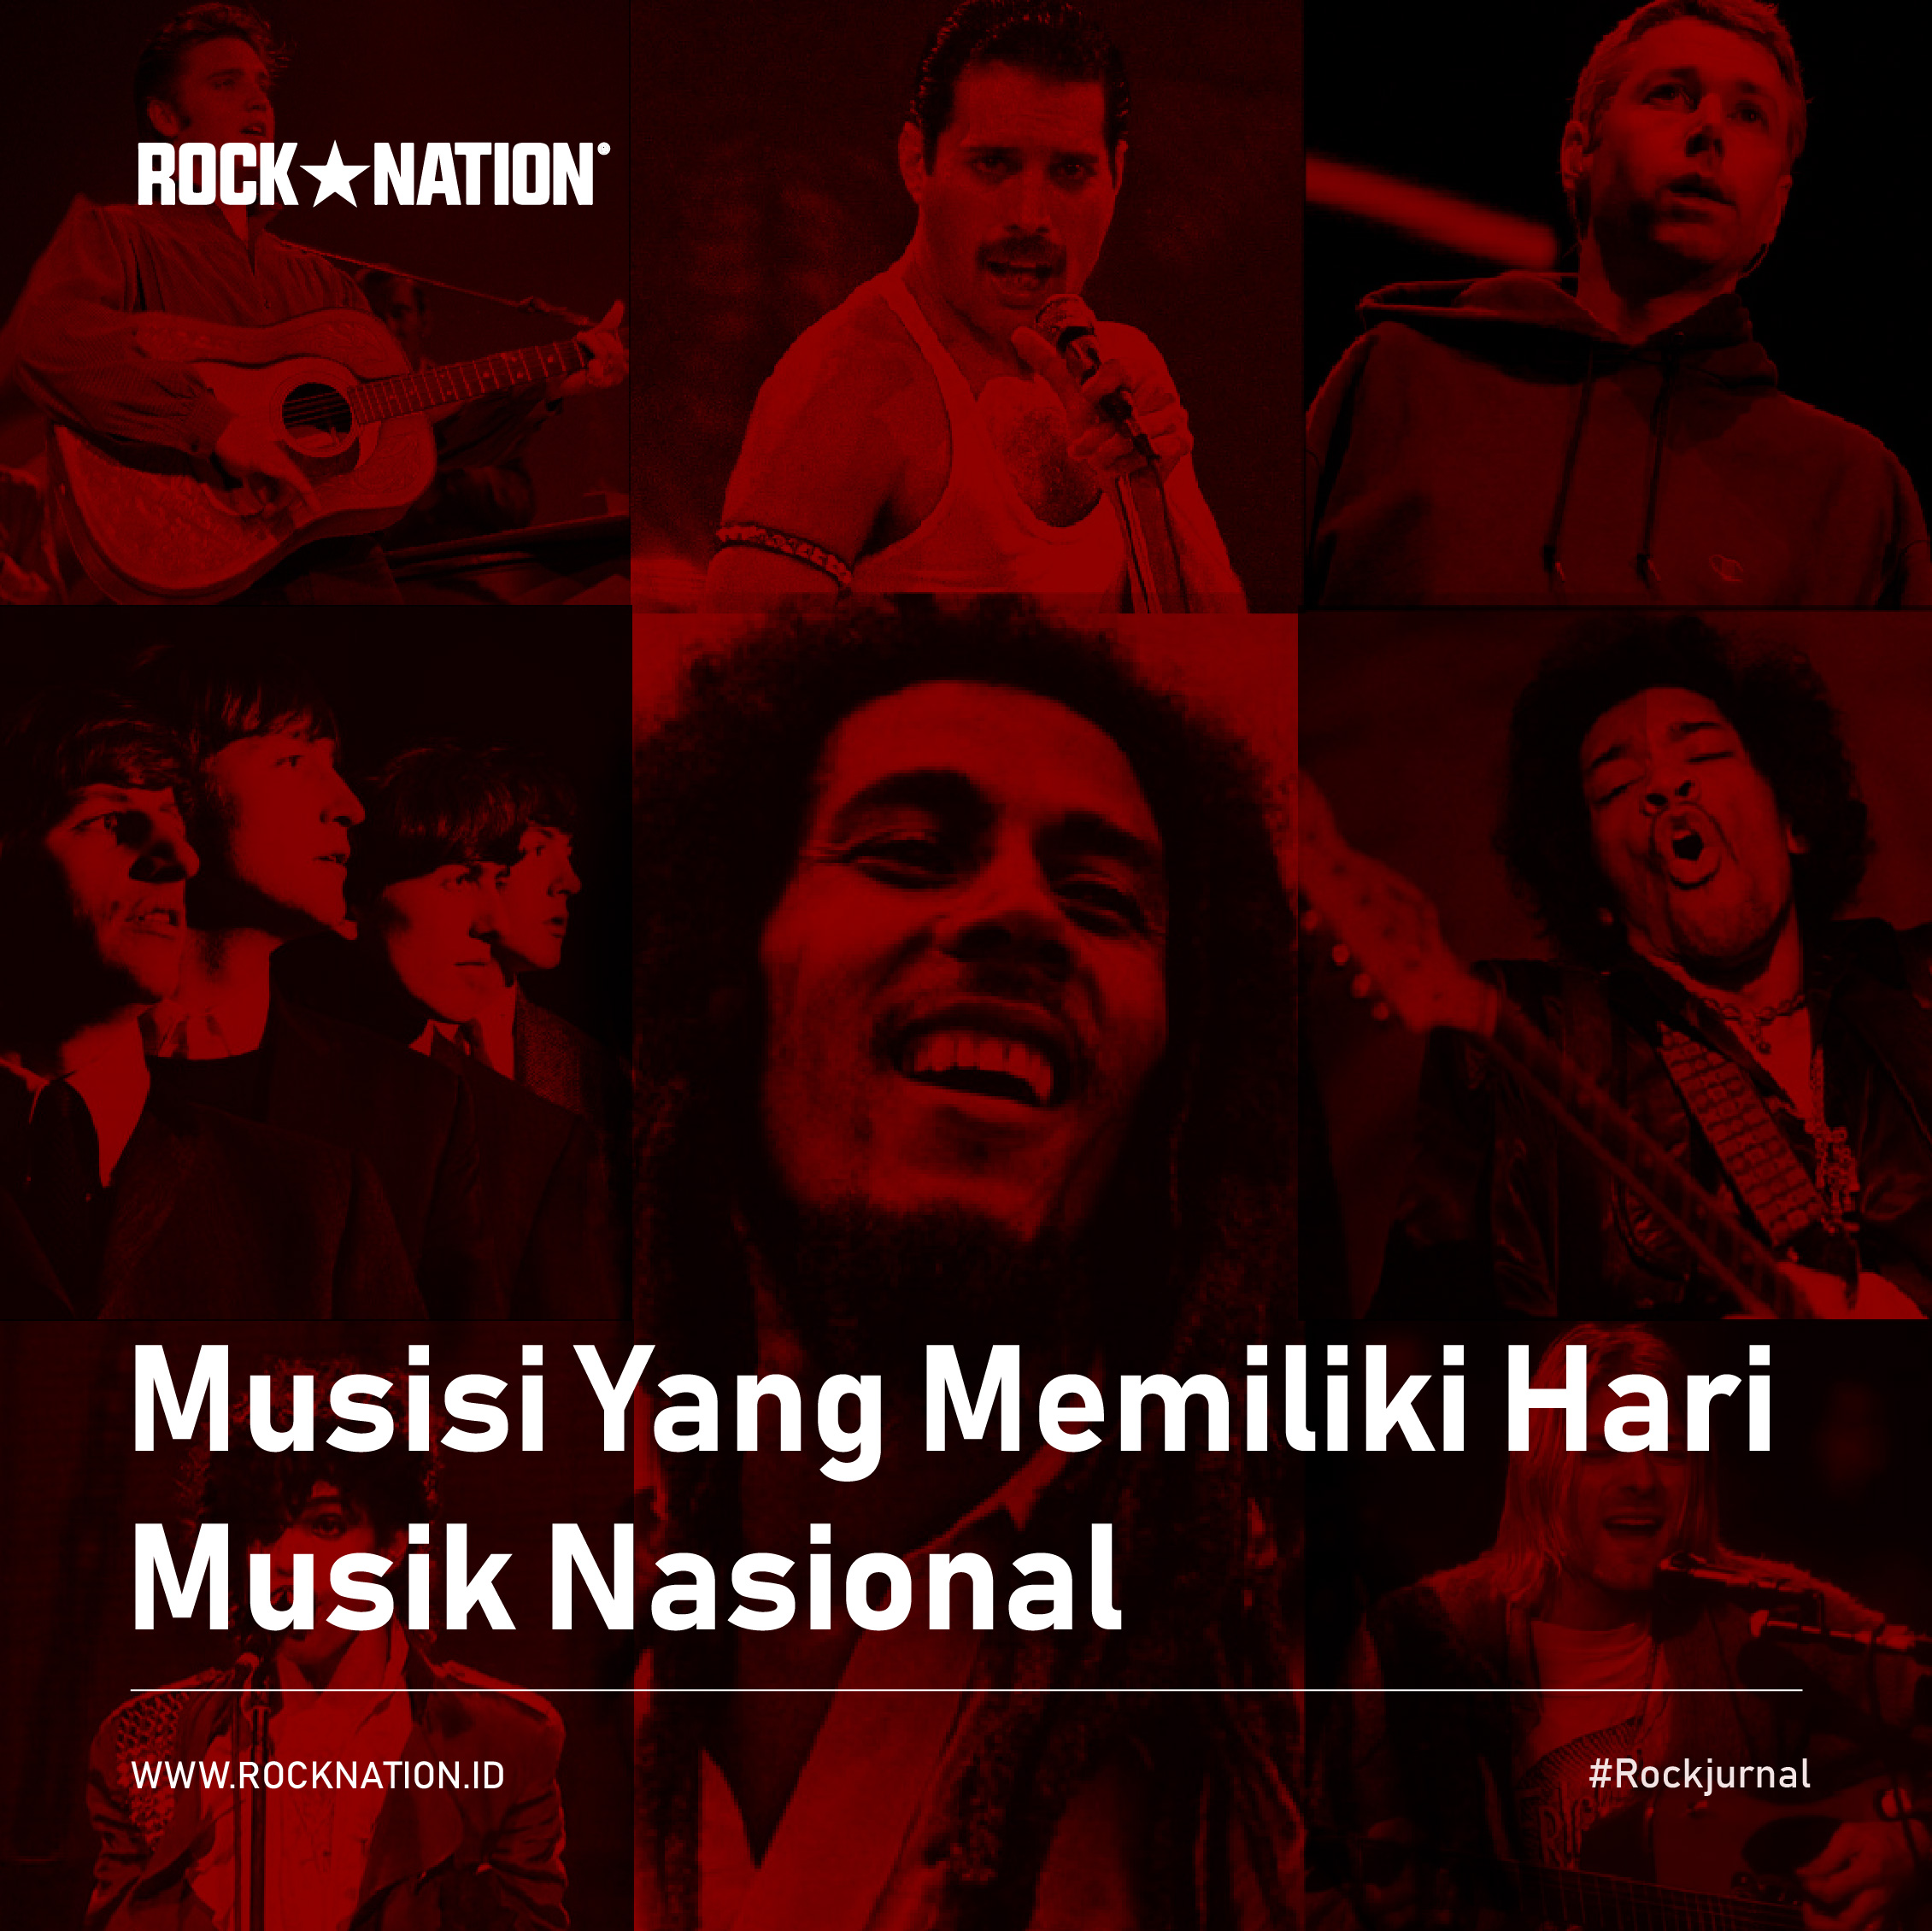 ROCK★NATION
Musisi Yang Memiliki Hari
Musik Nasional
WWW.ROCKNATION.ID
#Rockjurnal